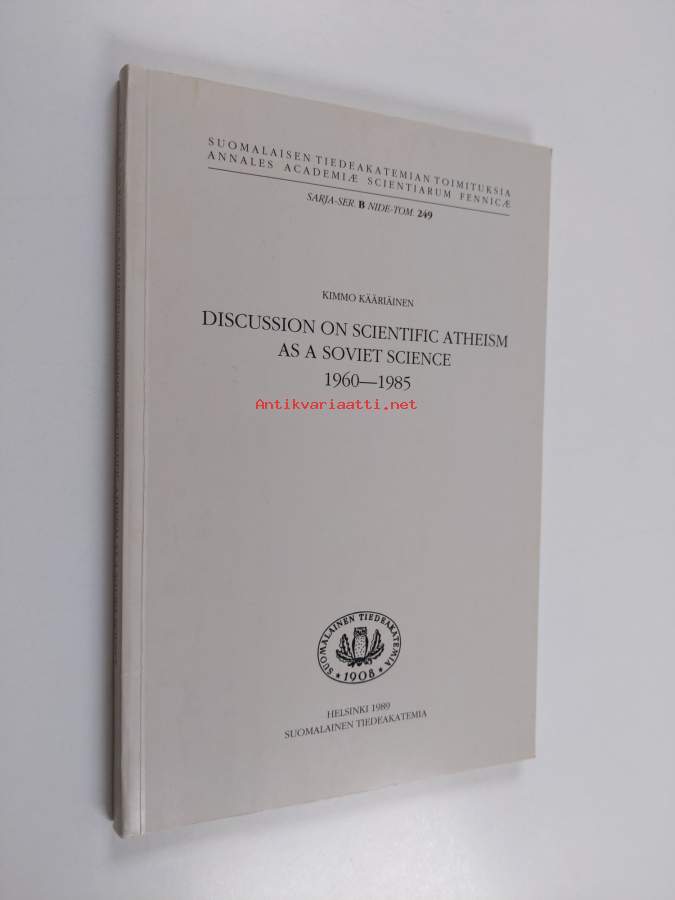 SUOMALAISEN TIEDEAKATEMIAN TOIMITUKSIA
ANNALES ACADEMIÆ SCIENTIARUM FENNICÆ
SARJA-SER. B NIDE-TOM. 249
KIMMO KÄÄRIÄINEN
DISCUSSION ON SCIENTIFIC ATHEISM
AS A SOVIET SCIENCE
1960—1985
Antikvariaatti.net
SUOMALAINEN TIEDEAKATEMIA
1908
HELSINKI 1989
SUOMALAINEN TIEDEAKATEMIA